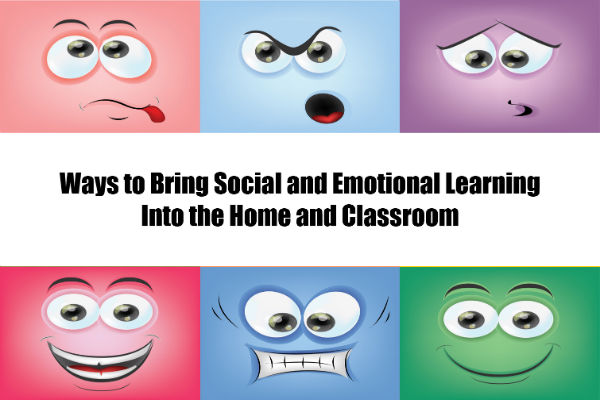 Ways to Bring Social and Emotional Learning
Into the Home and Classroom